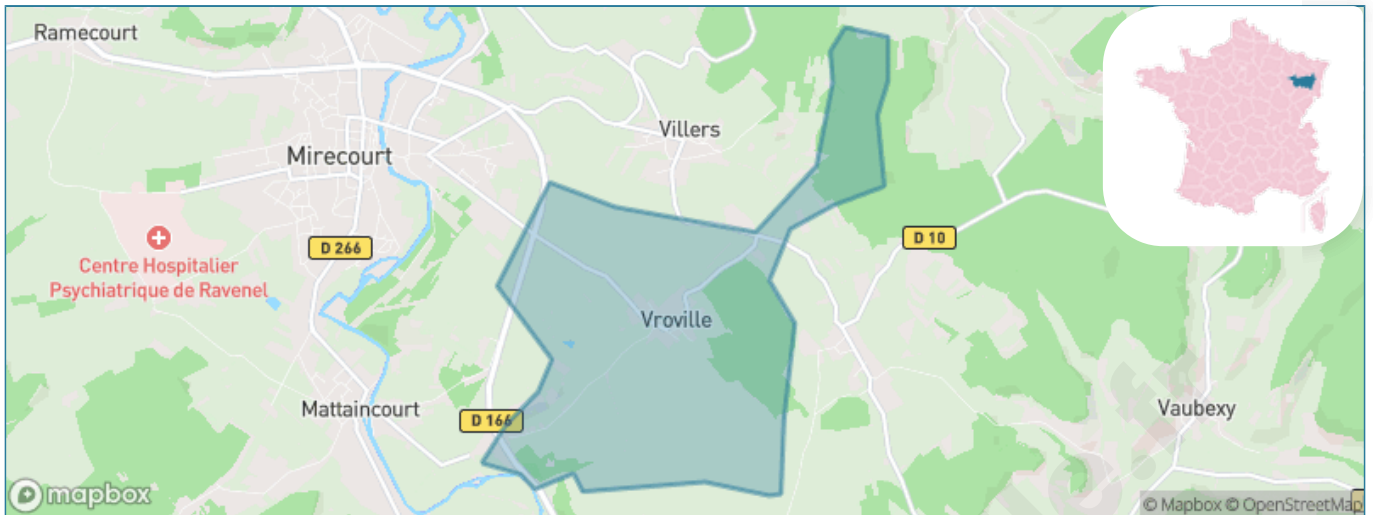 Ramecourt
Villers
Mirecourt
D 266
D 10
Centre Hospitalier
Psychiatrique de Ravenel
Vroville
Mattaincourt
D 166
Vaubexy
mapbox
© Mapbox © OpenStreetMap